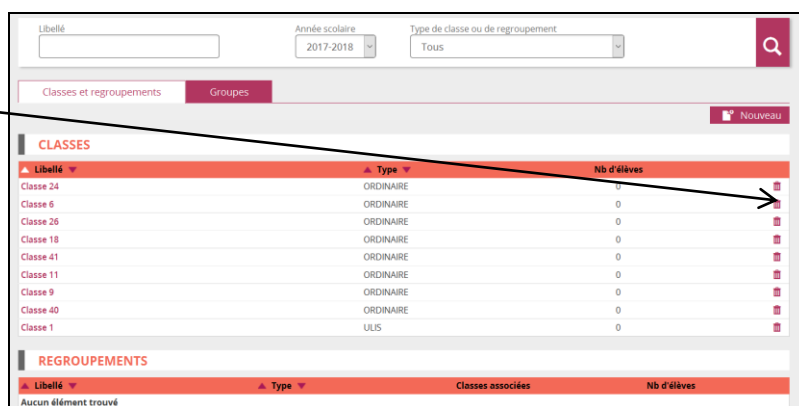 Libellé Année scolaire Type de classe ou de regroupement
2017-2018 Tous
Classes et regroupements Groupes
Nouveau
CLASSES
Libellé Type Nb d'élèves
Classe 24 ORDINAIRE 0
Classe 6 ORDINAIRE 0
Classe 26 ORDINAIRE 0
Classe 18 ORDINAIRE 0
Classe 41 ORDINAIRE 0
Classe 11 ORDINAIRE 0
Classe 9 ORDINAIRE 0
Classe 40 ORDINAIRE 0
Classe 1 ULIS 0
REGROUPEMENTS
Libellé Type Classes associées Nb d'élèves
Aucun élément trouvé